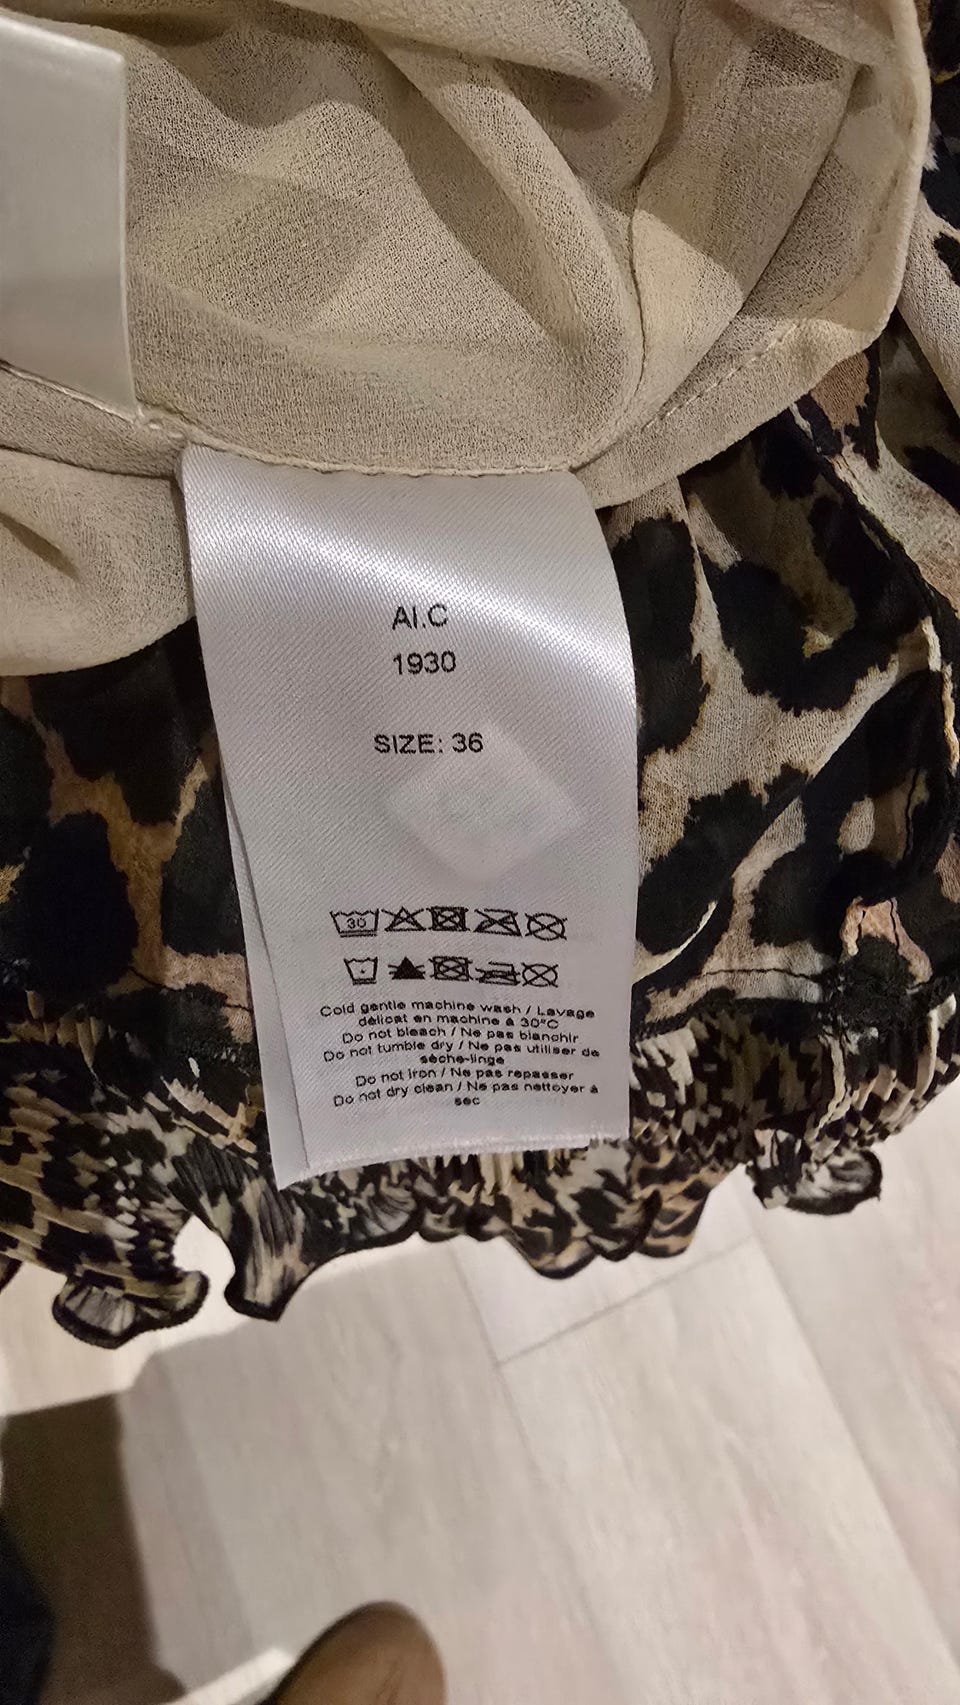 AI.C
1930
SIZE: 36
30
Cold gentle machine wash / Lavage
délicat en machine à 30°C
Do not bleach / Ne pas blanchir
Do not tumble dry / Ne pas utiliser de
sèche-linge
Do not iron / Ne pas repasser
Do not dry clean / Ne pas nettoyer à
sec